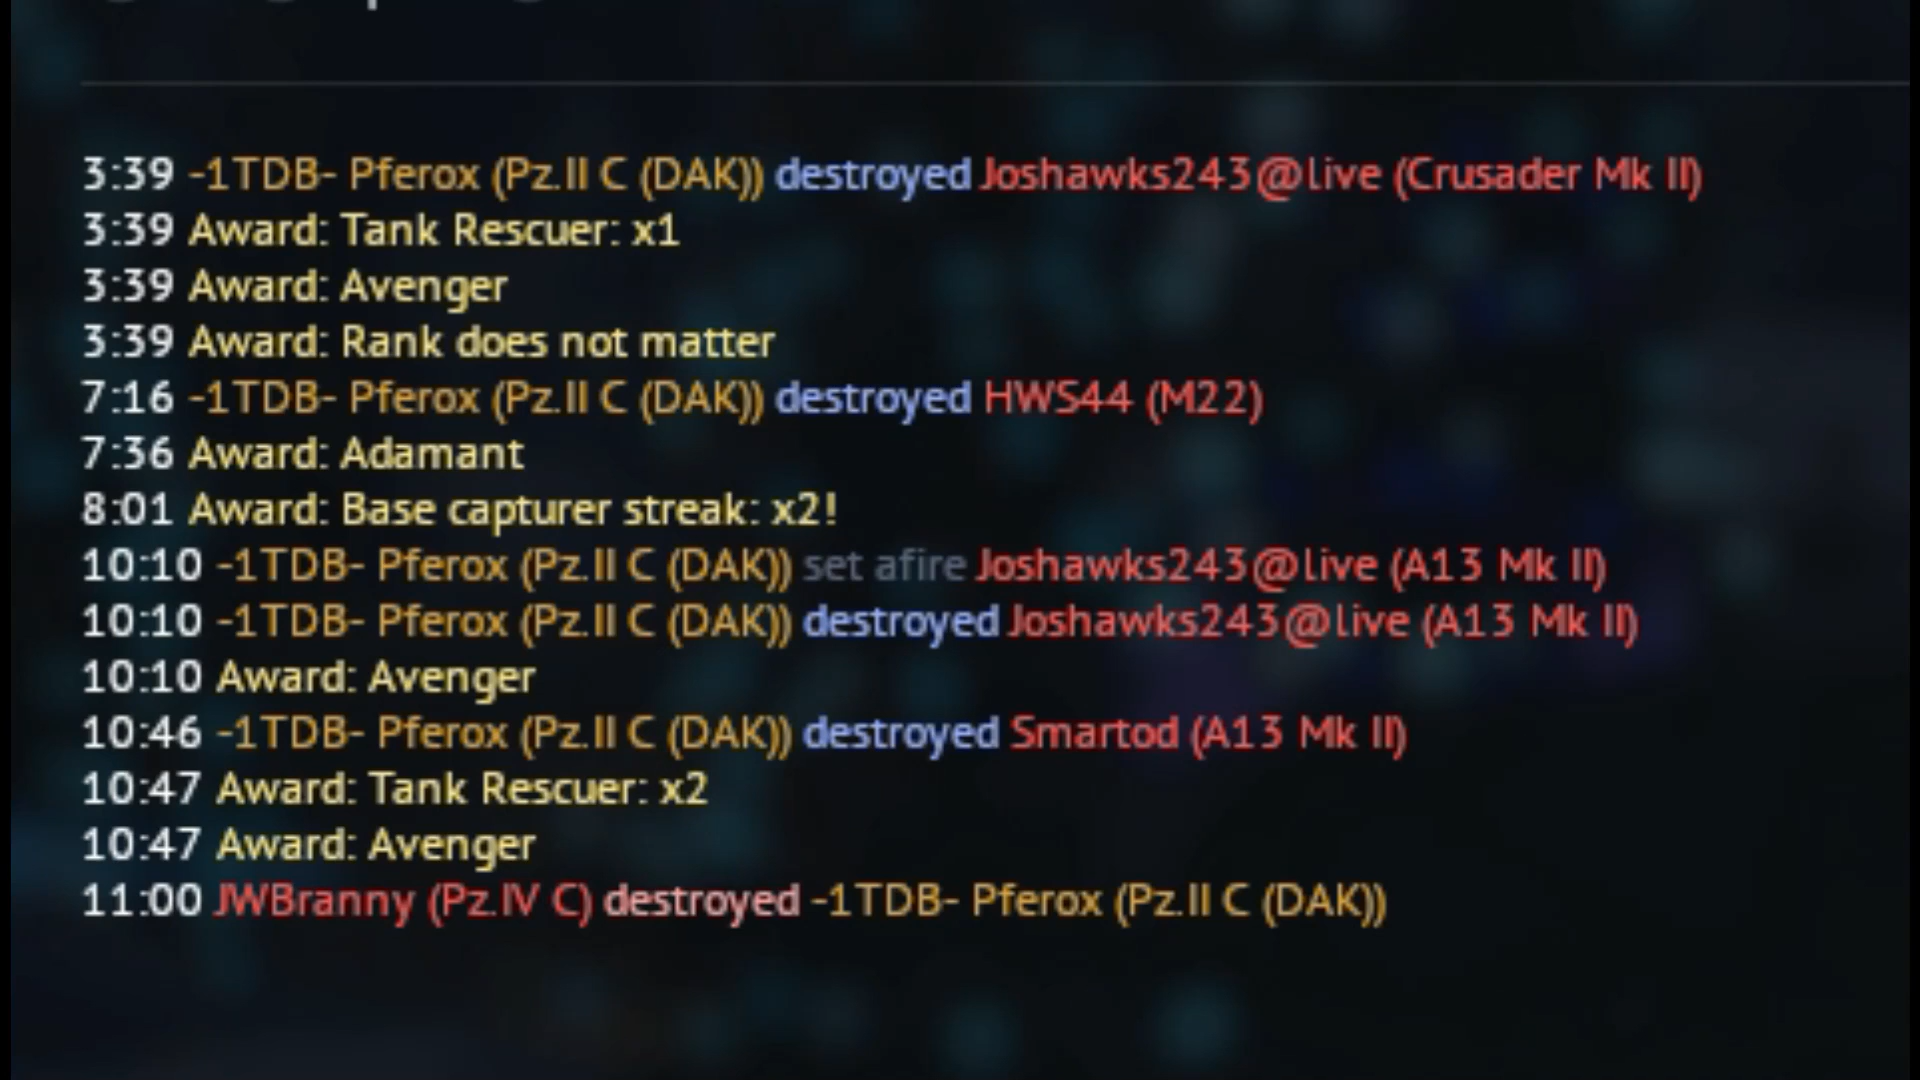 3:39 -1TDB- Pferox (Pz.II C (DAK)) destroyed Joshawks243@live (Crusader Mk II)
3:39 Award: Tank Rescuer: x1
3:39 Award: Avenger
3:39 Award: Rank does not matter
7:16 -1TDB- Pferox (Pz.II C (DAK)) destroyed HWS44 (M22)
7:36 Award: Adamant
8:01 Award: Base capturer streak: x2!
10:10 -1TDB- Pferox (Pz.II C (DAK)) set afire Joshawks243@live (A13 Mk II)
10:10 -1TDB- Pferox (Pz.II C (DAK)) destroyed Joshawks243@live (A13 Mk II)
10:10 Award: Avenger
10:46 -1TDB- Pferox (Pz.II C (DAK)) destroyed Smartod (A13 Mk II)
10:47 Award: Tank Rescuer: x2
10:47 Award: Avenger
11:00 JWBranny (Pz.IV C) destroyed -1TDB- Pferox (Pz.II C (DAK))